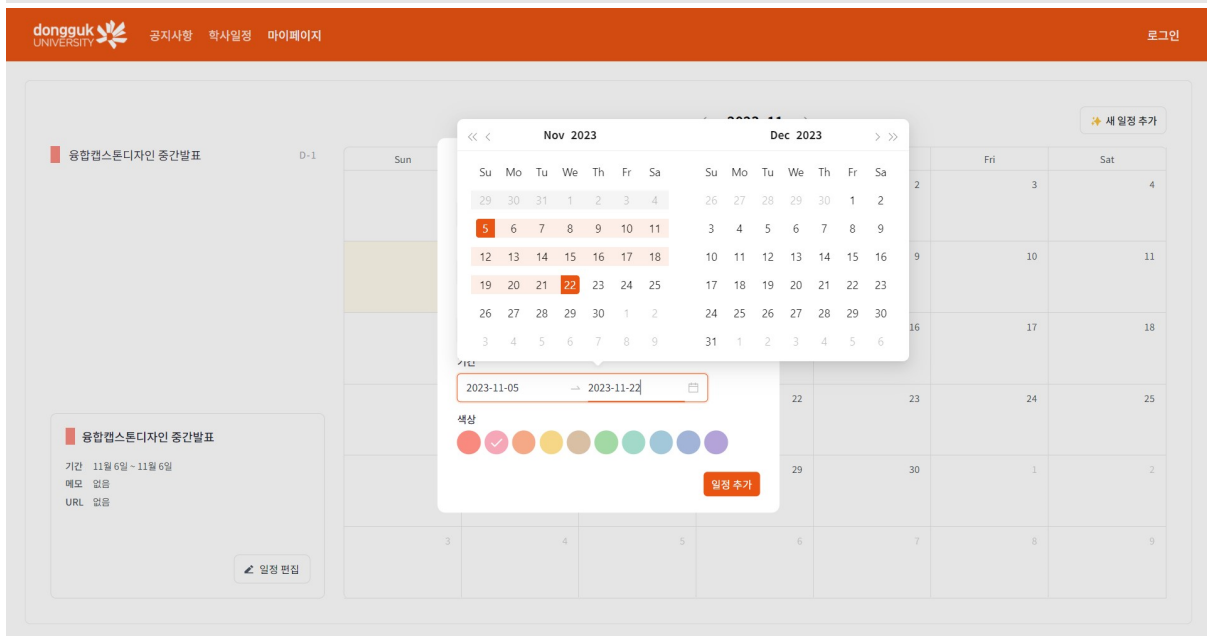 dongguk
UNIVERSITY
공지사항 학사일정 마이페이지 로그인
✨ 새 일정 추가
융합캡스톤디자인 중간발표 D-1
Sun Fri Sat
2 3 4
9 10 11
16 17 18
22 23 24 25
29 30 1 2
3 4 5 6 7 8 9
« < Nov 2023
Su Mo Tu We Th Fr Sa
29 30 31 1 2 3 4
5 6 7 8 9 10 11
12 13 14 15 16 17 18
19 20 21 22 23 24 25
26 27 28 29 30 1 2
3 4 5 6 7 8 9
Dec 2023 > »
Su Mo Tu We Th Fr Sa
26 27 28 29 30 1 2
3 4 5 6 7 8 9
10 11 12 13 14 15 16
17 18 19 20 21 22 23
24 25 26 27 28 29 30
31 1 2 3 4 5 6
기간
2023-11-05 → 2023-11-22
색상
일정 추가
융합캡스톤디자인 중간발표
기간 11월 6일 ~ 11월 6일
메모 없음
URL 없음
일정 편집